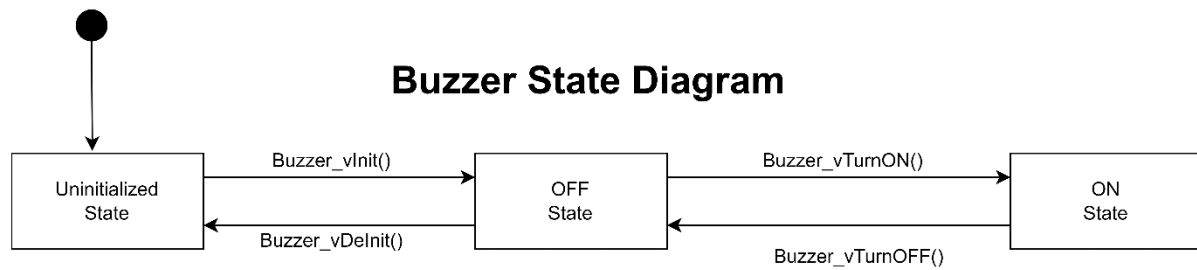 Buzzer State Diagram
Uninitialized
State
Buzzer_vInit()
Buzzer_vDeInit()
OFF
State
Buzzer_vTurnON()
Buzzer_vTurnOFF()
ON
State